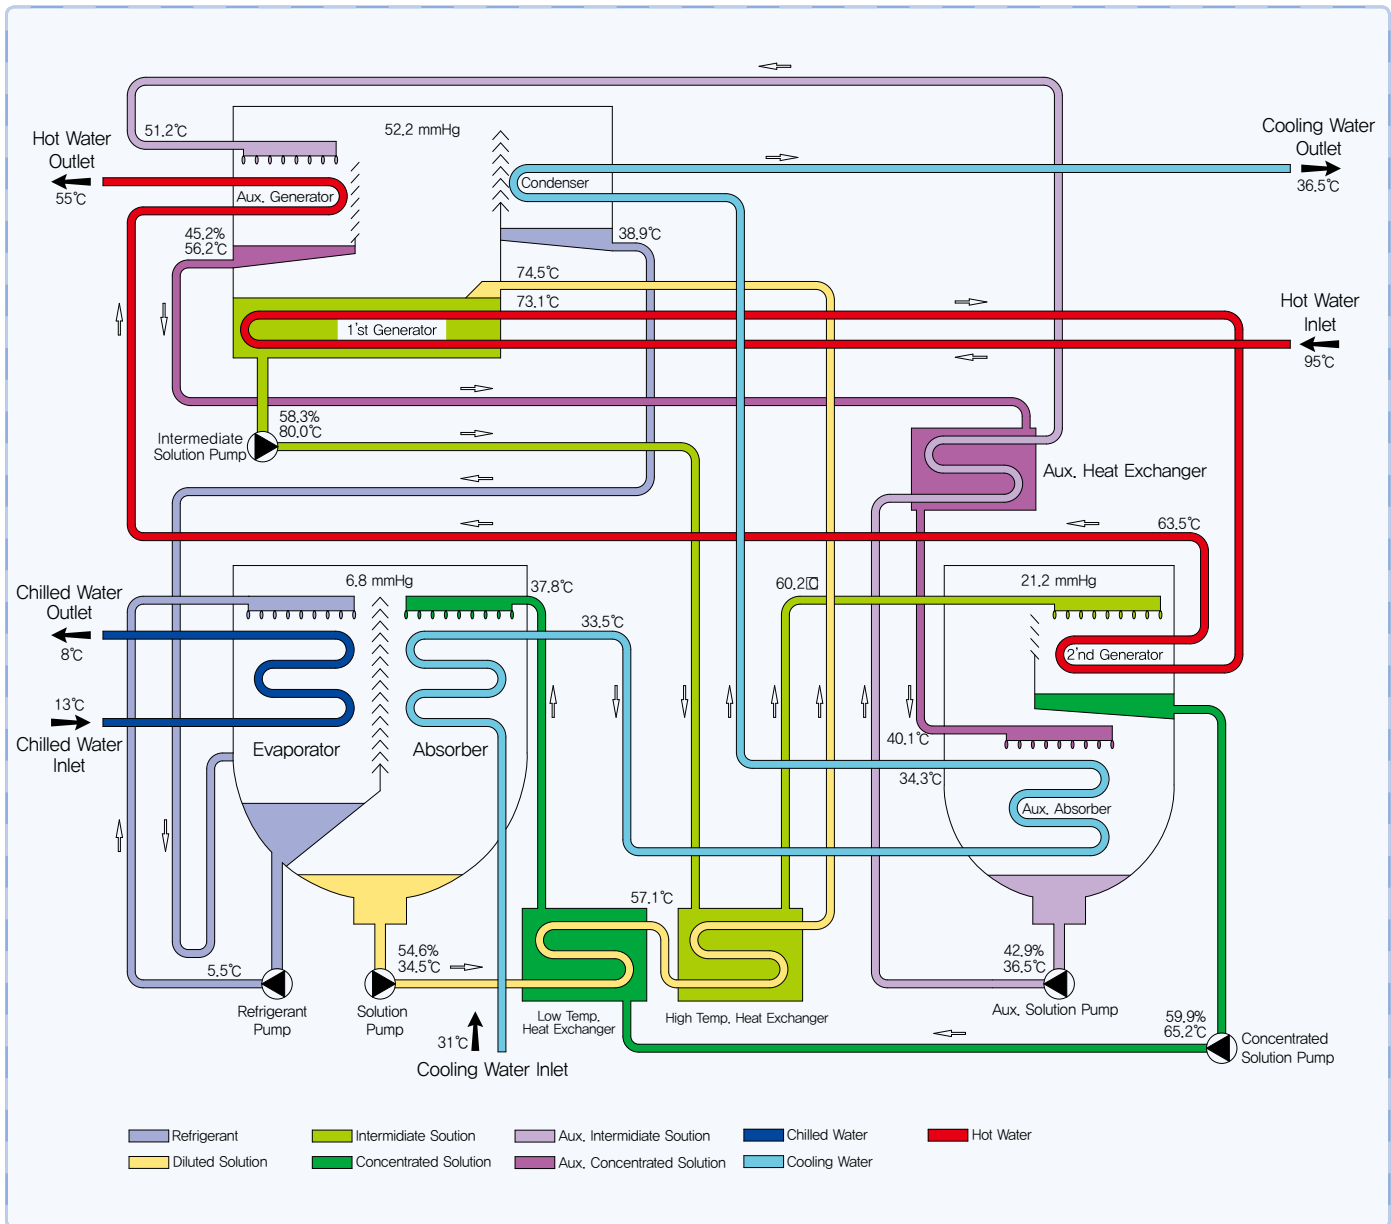 51.2℃
52.2 mmHg
Hot Water
Outlet
55℃
Aux. Generator
Condenser
Cooling Water
Outlet
36.5℃
45.2%
56.2℃
38.9℃
74.5℃
73.1℃
1'st Generator
Hot Water
Inlet
95℃
58.3%
80.0℃
Intermediate
Solution Pump
Aux. Heat Exchanger
63.5℃
Chilled Water
Outlet
8℃
13℃
Chilled Water
Inlet
6.8 mmHg
37.8℃
33.5℃
60.2□
21.2 mmHg
2'nd Generator
Evaporator
Absorber
40.1℃
34.3℃
Aux. Absorber
57.1℃
5.5℃
54.6%
34.5℃
42.9%
36.5℃
Refrigerant
Pump
Solution
Pump
Low Temp.
Heat Exchanger
High Temp. Heat Exchanger
Aux. Solution Pump
59.9%
65.2℃
Concentrated
Solution Pump
31℃
Cooling Water Inlet
Refrigerant
Intermidiate Soution
Aux. Intermidiate Soution
Chilled Water
Hot Water
Diluted Solution
Concentrated Solution
Aux. Concentrated Solution
Cooling Water